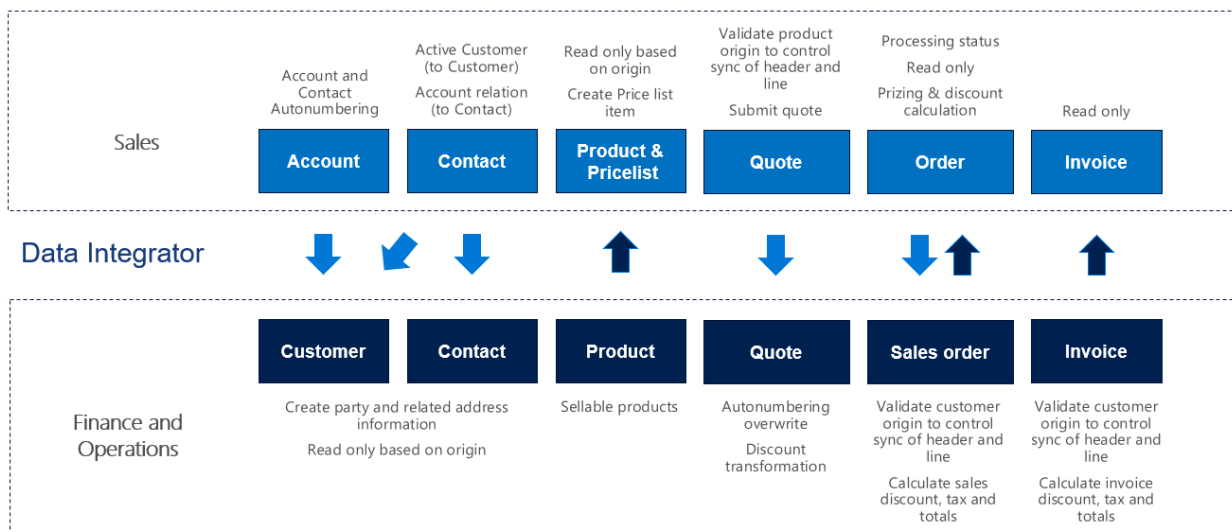 Sales
Account and
Contact
Autonumbering
Active Customer
(to Customer)
Account relation
(to Contact)
Read only based
on origin
Create Price list
item
Validate product
origin to control
sync of header and
line
Submit quote
Processing status
Read only
Prizing & discount
calculation
Read only
Account
Contact
Product &
Pricelist
Quote
Order
Invoice
Data Integrator
Finance and
Operations
Customer
Contact
Product
Quote
Sales order
Invoice
Create party and related address
information
Read only based on origin
Sellable products
Autonumbering
overwrite
Discount
transformation
Validate customer
origin to control
sync of header and
line
Calculate sales
discount, tax and
totals
Validate customer
origin to control
sync of header and
line
Calculate invoice
discount, tax and
totals